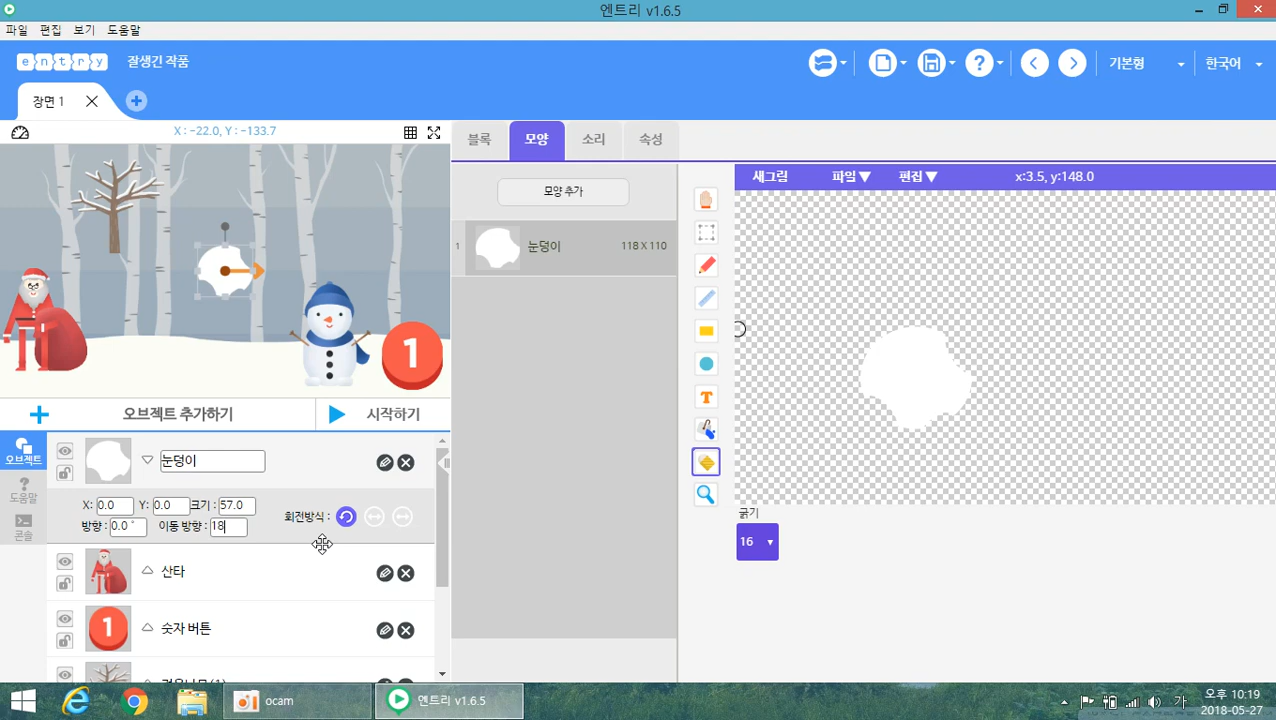 엔트리 v1.6.5
파일 편집 보기 도움말
entry 잘생긴 작품 기본형 한국어
장면 1
X : -22.0, Y : -133.7
블록 모양 소리 속성
새그림 파일▼ 편집▼ x:3.5, y:148.0
모양 추가
1 눈덩이 118 X 110
1
오브젝트 추가하기 시작하기
오브젝트
눈덩이
도움말
X: 0.0 Y: 0.0 크기 : 57.0
회전방식 :
방향 : 0.0 ˚ 이동 방향 : 18
콘솔
굵기
16
산타
1
숫자 버튼
ocam
엔트리 v1.6.5
가
오후 10:19
2018-05-27